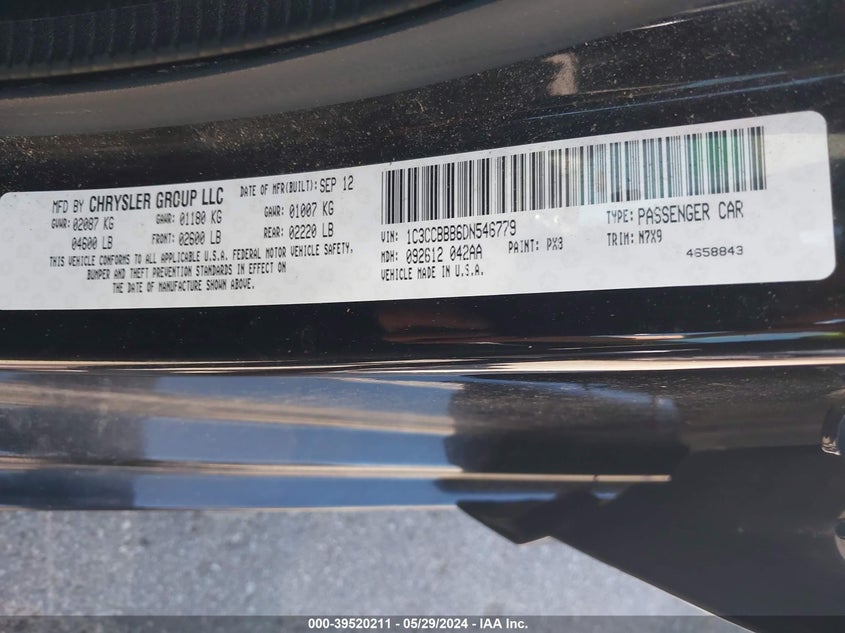 MFD BY CHRYSLER GROUP LLC DATE OF MFR(BUILT): SEP 12
GVWR: 02087 KG GAWR: 01180 KG GAWR: 01007 KG
04600 LB FRONT: 02600 LB REAR: 02220 LB
THIS VEHICLE CONFORMS TO ALL APPLICABLE U.S.A. FEDERAL MOTOR VEHICLE SAFETY,
BUMPER AND THEFT PREVENTION STANDARDS IN EFFECT ON
THE DATE OF MANUFACTURE SHOWN ABOVE.
VIN: 1C3CCBBB6DN546779 TYPE: PASSENGER CAR
MDH: 092612 042AA PAINT: PX3 TRIM: N7X9
VEHICLE MADE IN U.S.A. 4658843
000-39520211 - 05/29/2024 - IAA Inc.